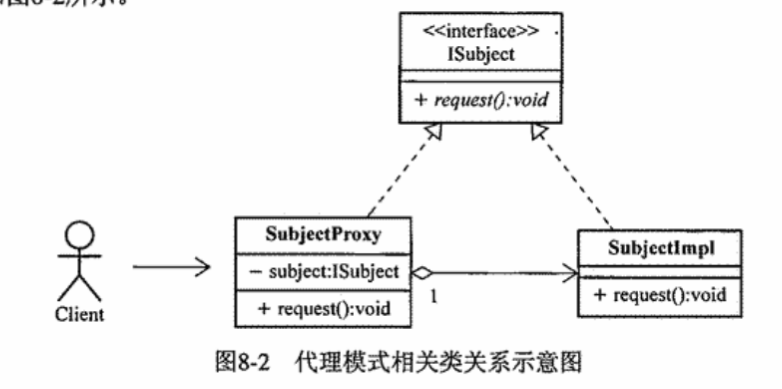 图8-2所示。
<<interface>>
ISubject
+ request():void
SubjectProxy
- subject:ISubject
+ request():void
1
SubjectImpl
+ request():void
Client
图8-2 代理模式相关类关系示意图